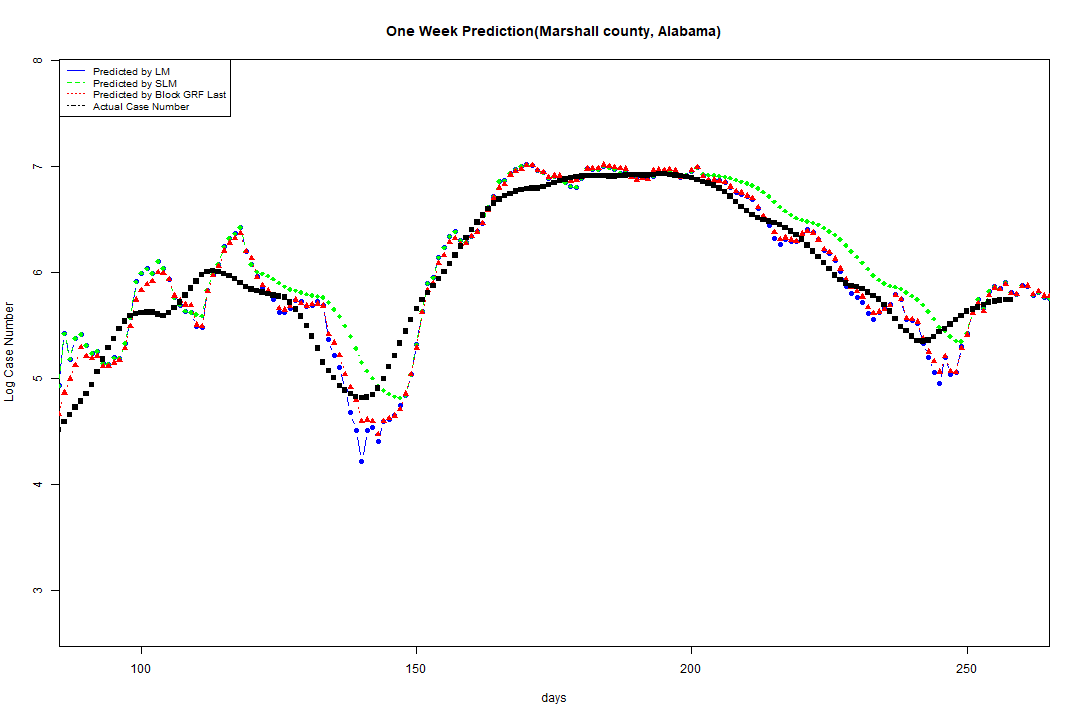 One Week Prediction(Marshall county, Alabama)
Predicted by LM
Predicted by SLM
Predicted by Block GRF Last
Actual Case Number
8
7
6
5
4
3
Log Case Number
100 150 200 250
days